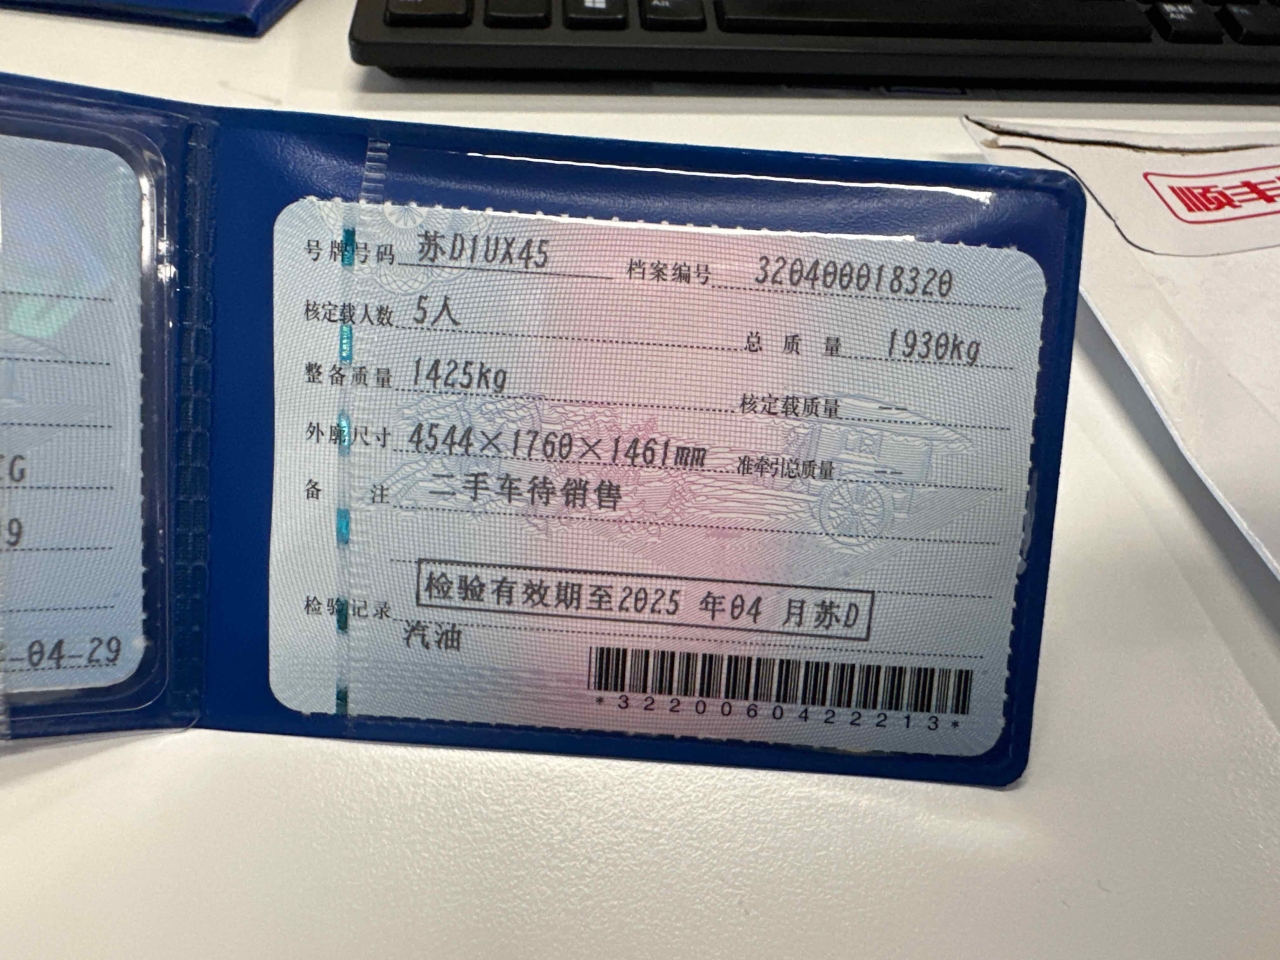 号牌号码 苏D1UX45 档案编号 320400018320
核定载人数 5人 总质量 1930kg
整备质量 1425kg 核定载质量 --
外廓尺寸 4544×1760×1461mm 准牵引总质量 --
备注 二手车待销售
检验有效期至2025年04月苏D
检验记录
汽油
*3220060422213*
G
9
-04-29
顺丰
Alt